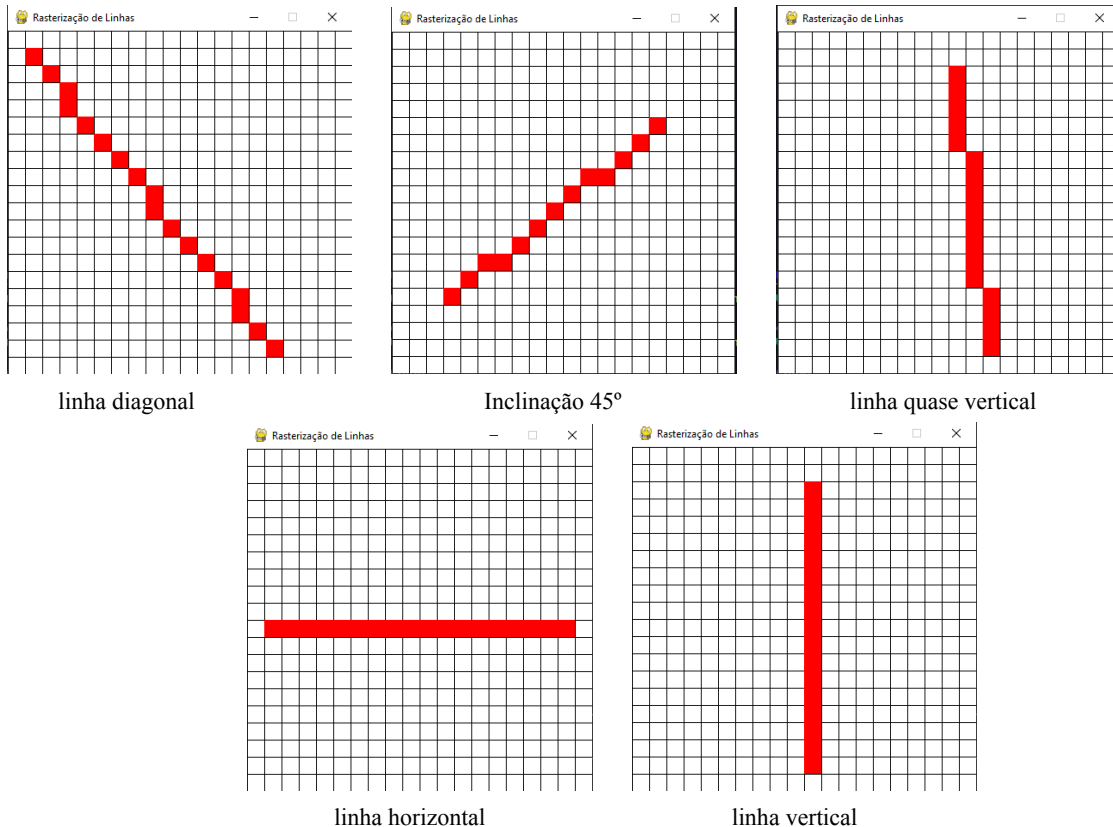 Rasterização de Linhas
Rasterização de Linhas
Rasterização de Linhas
linha diagonal
Inclinação 45º
linha quase vertical
Rasterização de Linhas
Rasterização de Linhas
linha horizontal
linha vertical